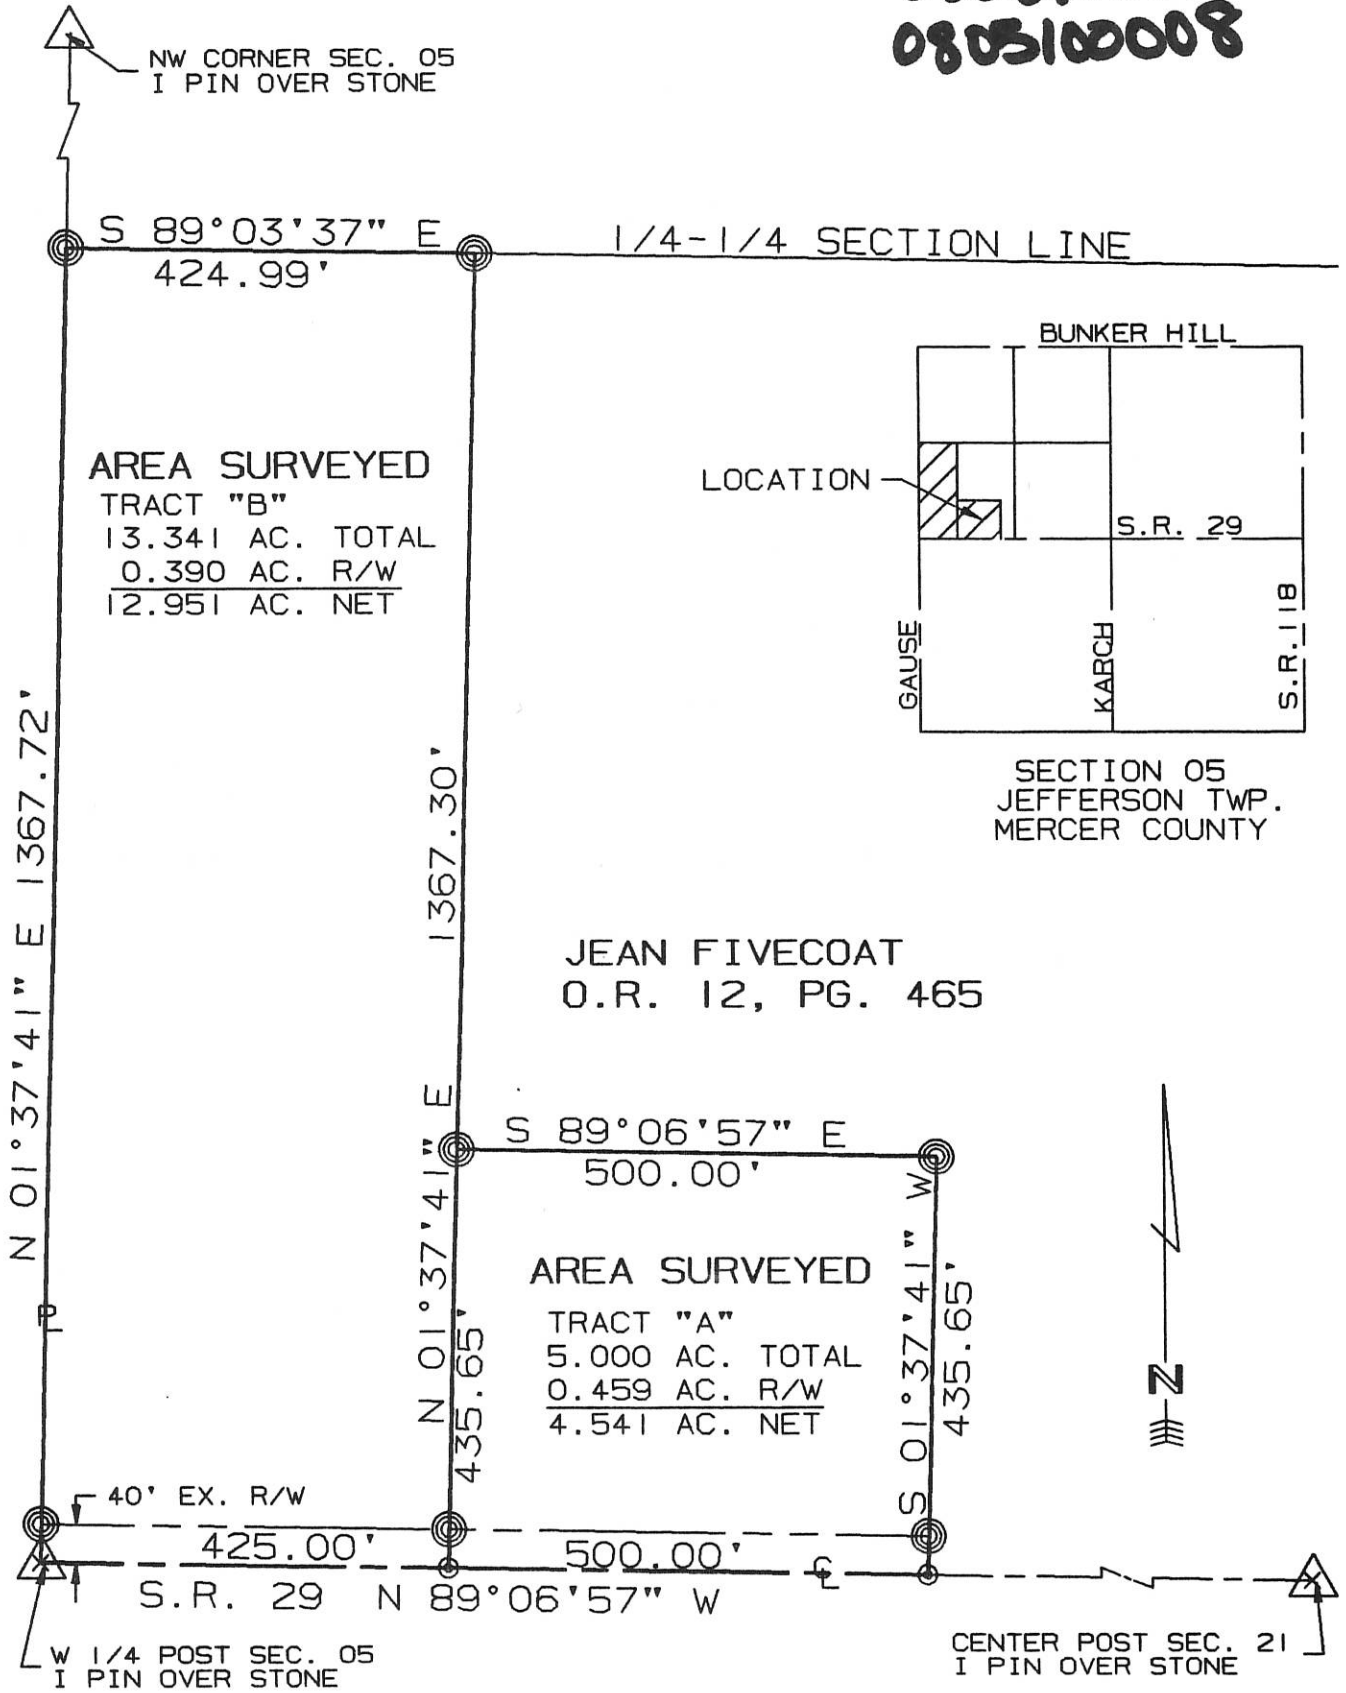 0805100008
NW CORNER SEC. 05
I PIN OVER STONE
S 89°03'37" E
424.99'
1/4-1/4 SECTION LINE
BUNKER HILL
LOCATION
S.R. 29
GAUSE
KARCH
S.R. 118
SECTION 05
JEFFERSON TWP.
MERCER COUNTY
AREA SURVEYED
TRACT "B"
13.341 AC. TOTAL
0.390 AC. R/W
12.951 AC. NET
N 01°37'41" E 1367.72'
1367.30'
N 01°37'41" E
435.65'
JEAN FIVECOAT
O.R. 12, PG. 465
S 89°06'57" E
500.00'
AREA SURVEYED
TRACT "A"
5.000 AC. TOTAL
0.459 AC. R/W
4.541 AC. NET
S 01°37'41" W
435.65'
N
PL
40' EX. R/W
425.00'
500.00'
CL
S.R. 29 N 89°06'57" W
W 1/4 POST SEC. 05
I PIN OVER STONE
CENTER POST SEC. 21
I PIN OVER STONE